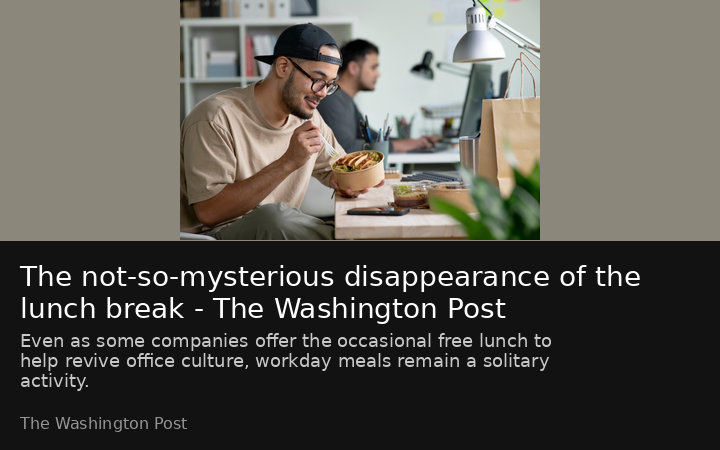 The not-so-mysterious disappearance of the
lunch break - The Washington Post
Even as some companies offer the occasional free lunch to
help revive office culture, workday meals remain a solitary
activity.
The Washington Post